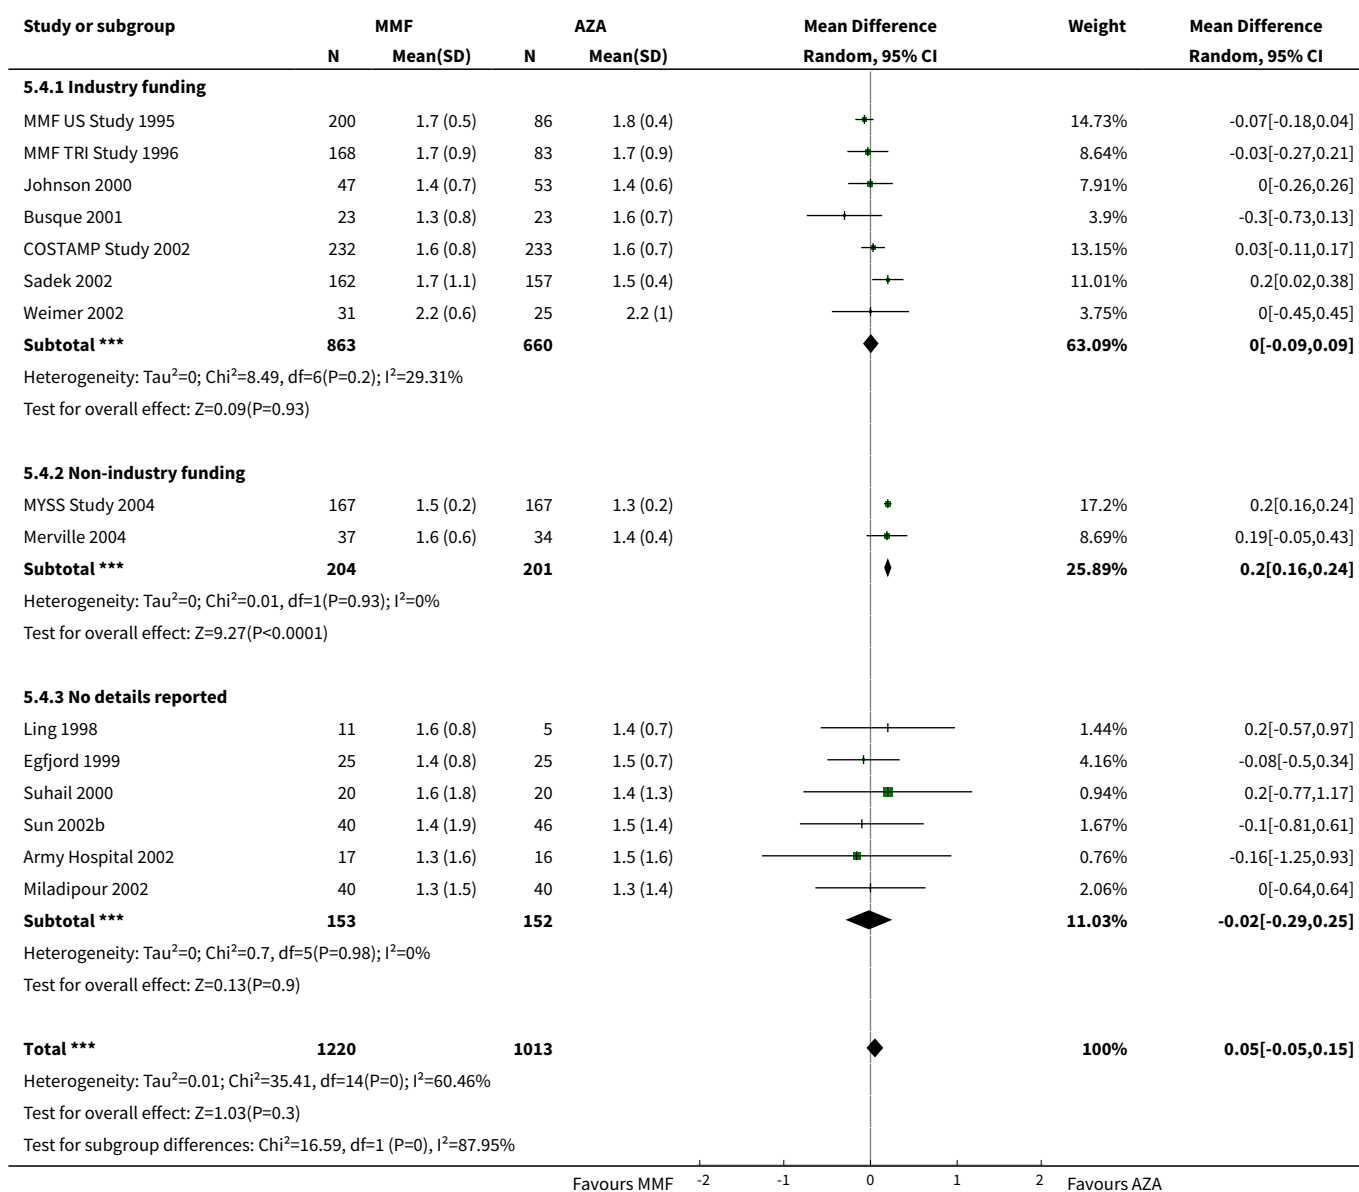 Study or subgroup MMF AZA Mean Difference Weight Mean Difference
N Mean(SD) N Mean(SD) Random, 95% CI Random, 95% CI
5.4.1 Industry funding
MMF US Study 1995 200 1.7 (0.5) 86 1.8 (0.4) 14.73% -0.07[-0.18,0.04]
MMF TRI Study 1996 168 1.7 (0.9) 83 1.7 (0.9) 8.64% -0.03[-0.27,0.21]
Johnson 2000 47 1.4 (0.7) 53 1.4 (0.6) 7.91% 0[-0.26,0.26]
Busque 2001 23 1.3 (0.8) 23 1.6 (0.7) 3.9% -0.3[-0.73,0.13]
COSTAMP Study 2002 232 1.6 (0.8) 233 1.6 (0.7) 13.15% 0.03[-0.11,0.17]
Sadek 2002 162 1.7 (1.1) 157 1.5 (0.4) 11.01% 0.2[0.02,0.38]
Weimer 2002 31 2.2 (0.6) 25 2.2 (1) 3.75% 0[-0.45,0.45]
Subtotal *** 863 660 63.09% 0[-0.09,0.09]
Heterogeneity: Tau²=0; Chi²=8.49, df=6(P=0.2); I²=29.31%
Test for overall effect: Z=0.09(P=0.93)
5.4.2 Non-industry funding
MYSS Study 2004 167 1.5 (0.2) 167 1.3 (0.2) 17.2% 0.2[0.16,0.24]
Merville 2004 37 1.6 (0.6) 34 1.4 (0.4) 8.69% 0.19[-0.05,0.43]
Subtotal *** 204 201 25.89% 0.2[0.16,0.24]
Heterogeneity: Tau²=0; Chi²=0.01, df=1(P=0.93); I²=0%
Test for overall effect: Z=9.27(P<0.0001)
5.4.3 No details reported
Ling 1998 11 1.6 (0.8) 5 1.4 (0.7) 1.44% 0.2[-0.57,0.97]
Egfjord 1999 25 1.4 (0.8) 25 1.5 (0.7) 4.16% -0.08[-0.5,0.34]
Suhail 2000 20 1.6 (1.8) 20 1.4 (1.3) 0.94% 0.2[-0.77,1.17]
Sun 2002b 40 1.4 (1.9) 46 1.5 (1.4) 1.67% -0.1[-0.81,0.61]
Army Hospital 2002 17 1.3 (1.6) 16 1.5 (1.6) 0.76% -0.16[-1.25,0.93]
Miladipour 2002 40 1.3 (1.5) 40 1.3 (1.4) 2.06% 0[-0.64,0.64]
Subtotal *** 153 152 11.03% -0.02[-0.29,0.25]
Heterogeneity: Tau²=0; Chi²=0.7, df=5(P=0.98); I²=0%
Test for overall effect: Z=0.13(P=0.9)
Total *** 1220 1013 100% 0.05[-0.05,0.15]
Heterogeneity: Tau²=0.01; Chi²=35.41, df=14(P=0); I²=60.46%
Test for overall effect: Z=1.03(P=0.3)
Test for subgroup differences: Chi²=16.59, df=1 (P=0), I²=87.95%
Favours MMF -2 -1 0 1 2 Favours AZA